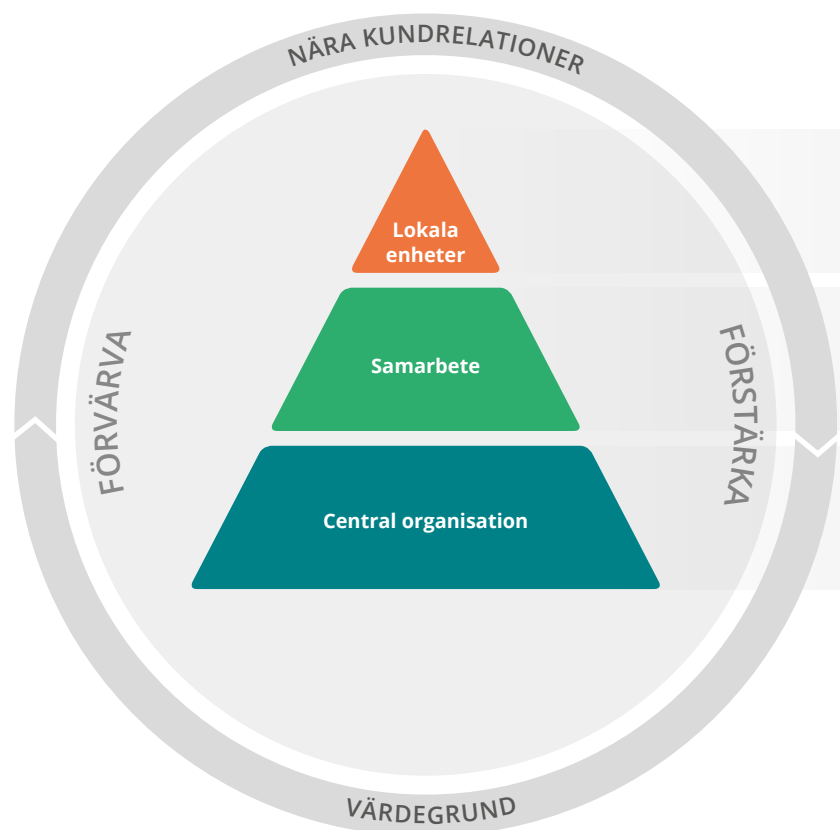 NÄRA KUNDRELATIONER
Lokala
enheter
FÖRVÄRVA
Samarbete
FÖRSTÄRKA
Central organisation
VÄRDEGRUND